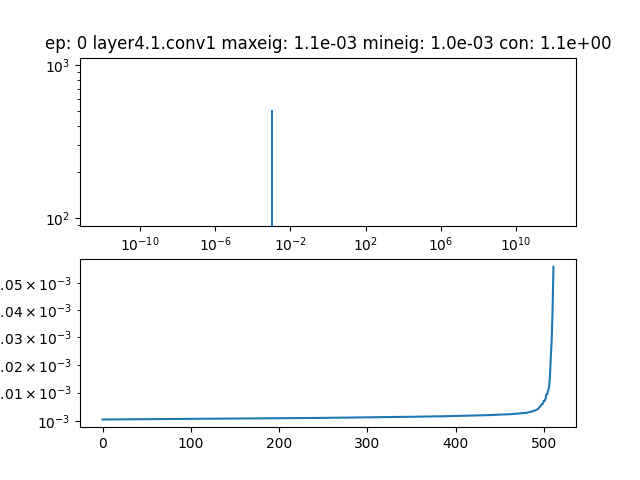 ep: 0 layer4.1.conv1 maxeig: 1.1e-03 mineig: 1.0e-03 con: 1.1e+00
10³
10²
10⁻¹⁰ 10⁻⁶ 10⁻² 10² 10⁶ 10¹⁰
.05 × 10⁻³
.04 × 10⁻³
.03 × 10⁻³
.02 × 10⁻³
.01 × 10⁻³
10⁻³
0 100 200 300 400 500